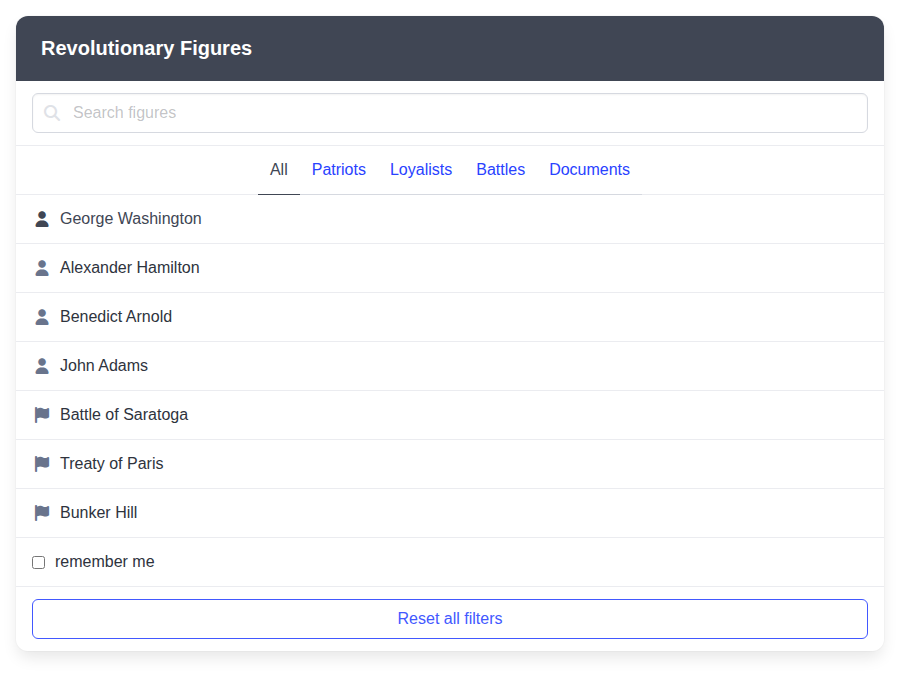 Revolutionary Figures
Search figures
All Patriots Loyalists Battles Documents
George Washington
Alexander Hamilton
Benedict Arnold
John Adams
Battle of Saratoga
Treaty of Paris
Bunker Hill
remember me
Reset all filters